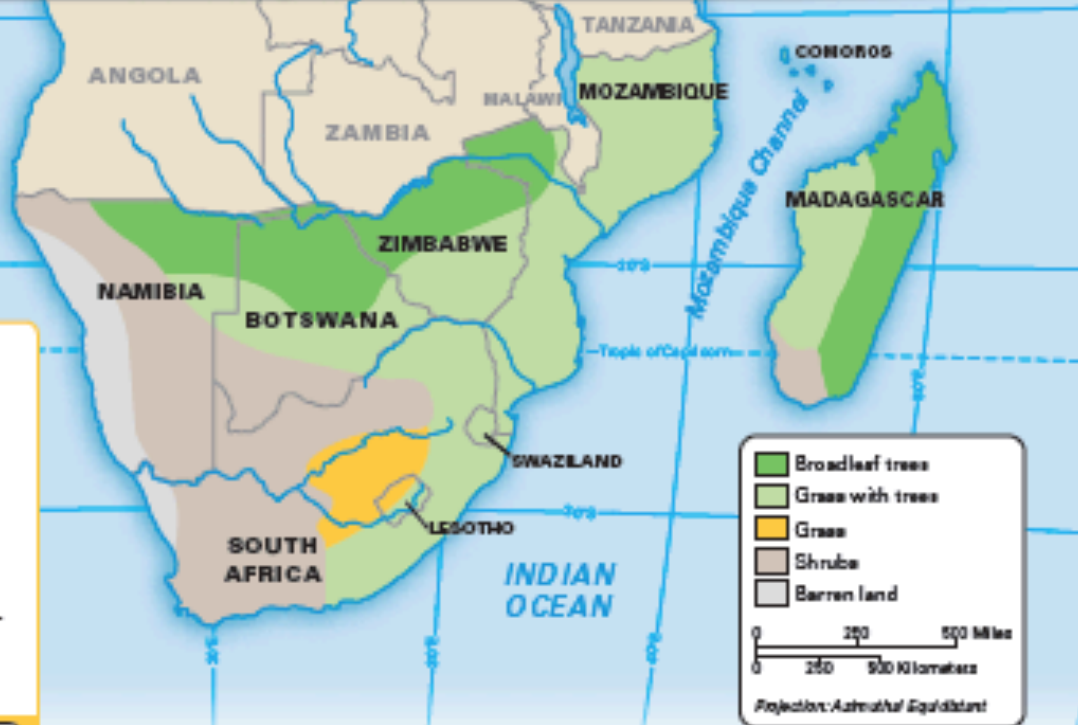 TANZANIA
COMOROS
ANGOLA
MALAWI
MOZAMBIQUE
ZAMBIA
Mozambique Channel
MADAGASCAR
ZIMBABWE
20°S
NAMIBIA
BOTSWANA
Tropic of Capricorn
SWAZILAND
30°S
LESOTHO
SOUTH
AFRICA
INDIAN
OCEAN
Broadleaf trees
Grass with trees
Grass
Shrubs
Barren land
0 250 500 Miles
0 250 500 Kilometers
Projection: Azimuthal Equidistant